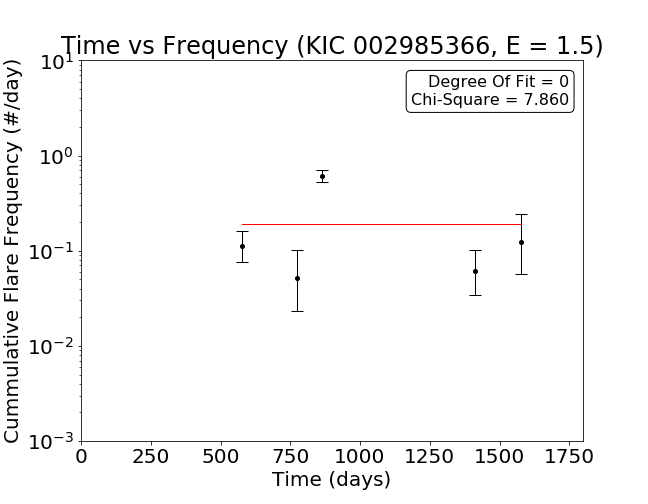 Time vs Frequency (KIC 002985366, E = 1.5)
Degree Of Fit = 0
Chi-Square = 7.860
Cummulative Flare Frequency (#/day)
10¹
10⁰
10⁻¹
10⁻²
10⁻³
0 250 500 750 1000 1250 1500 1750
Time (days)